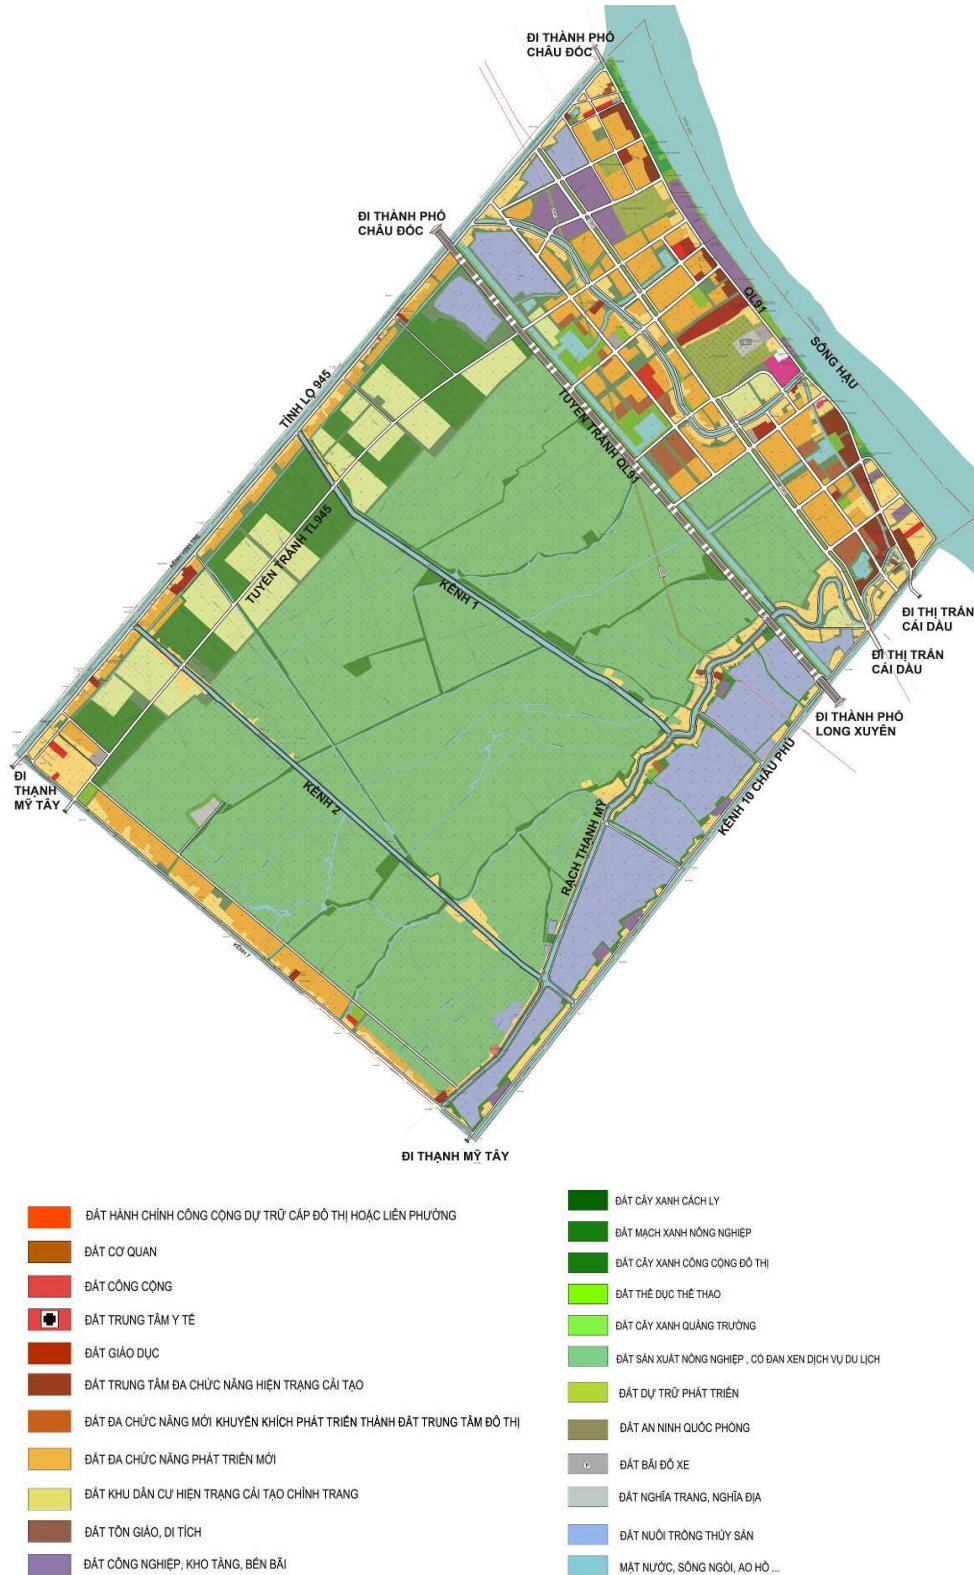 ĐI THÀNH PHỐ
CHÂU ĐỐC
ĐI THÀNH PHỐ
CHÂU ĐỐC
QL91
SÔNG HẬU
TỈNH LỘ 945
TUYẾN TRÁNH QL91
KÊNH VỊNH TRE
TUYẾN TRÁNH TL945
KÊNH 1
ĐI THỊ TRẤN
CÁI DẦU
ĐI THỊ TRẤN
CÁI DẦU
ĐI THÀNH PHỐ
LONG XUYÊN
ĐI
THẠNH
MỸ TÂY
KÊNH 2
RẠCH THẠNH MỸ
KÊNH 10 CHÂU PHÚ
KÊNH 7
ĐI THẠNH MỸ TÂY
ĐẤT HÀNH CHÍNH CÔNG CỘNG DỰ TRỮ CẤP ĐÔ THỊ HOẶC LIÊN PHƯỜNG
ĐẤT CƠ QUAN
ĐẤT CÔNG CỘNG
ĐẤT TRUNG TÂM Y TẾ
ĐẤT GIÁO DỤC
ĐẤT TRUNG TÂM ĐA CHỨC NĂNG HIỆN TRẠNG CẢI TẠO
ĐẤT ĐA CHỨC NĂNG MỚI KHUYẾN KHÍCH PHÁT TRIỂN THÀNH ĐẤT TRUNG TÂM ĐÔ THỊ
ĐẤT ĐA CHỨC NĂNG PHÁT TRIỂN MỚI
ĐẤT KHU DÂN CƯ HIỆN TRẠNG CẢI TẠO CHỈNH TRANG
ĐẤT TÔN GIÁO, DI TÍCH
ĐẤT CÔNG NGHIỆP, KHO TÀNG, BẾN BÃI
ĐẤT CÂY XANH CÁCH LY
ĐẤT MẠCH XANH NÔNG NGHIỆP
ĐẤT CÂY XANH CÔNG CỘNG ĐÔ THỊ
ĐẤT THỂ DỤC THỂ THAO
ĐẤT CÂY XANH QUẢNG TRƯỜNG
ĐẤT SẢN XUẤT NÔNG NGHIỆP , CÓ ĐAN XEN DỊCH VỤ DU LỊCH
ĐẤT DỰ TRỮ PHÁT TRIỂN
ĐẤT AN NINH QUỐC PHÒNG
P
ĐẤT BÃI ĐỖ XE
ĐẤT NGHĨA TRANG, NGHĨA ĐỊA
ĐẤT NUÔI TRỒNG THỦY SẢN
MẶT NƯỚC, SÔNG NGÒI, AO HỒ ...